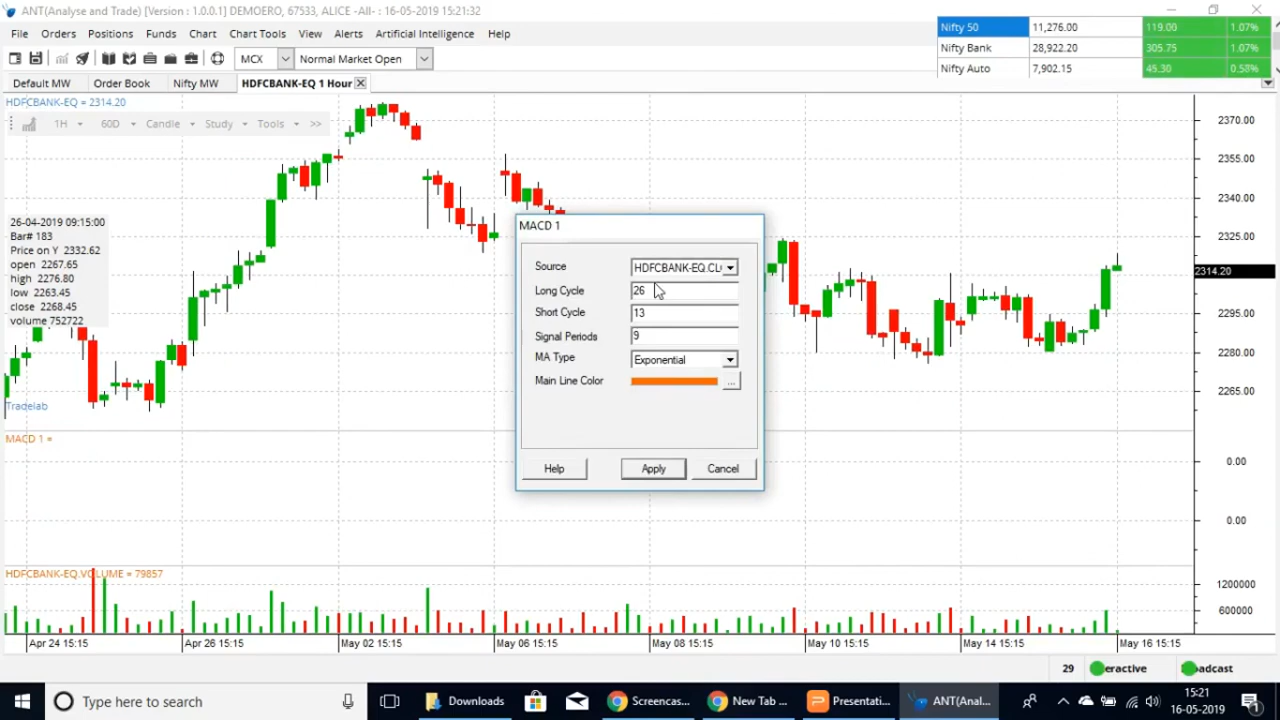 ANT(Analyse and Trade) [Version : 1.0.0.1] DEMOERO, 67533, ALICE -All- : 16-05-2019 15:21:32
File Orders Positions Funds Chart Chart Tools View Alerts Artificial Intelligence Help
Nifty 50 11,276.00 119.00 1.07%
Nifty Bank 28,922.20 305.75 1.07%
Nifty Auto 7,902.15 45.30 0.58%
MCX Normal Market Open
Default MW Order Book Nifty MW HDFCBANK-EQ 1 Hour
HDFCBANK-EQ = 2314.20
1H 60D Candle Study Tools >>
2370.00
2355.00
2340.00
2325.00
2314.20
2295.00
2280.00
2265.00
26-04-2019 09:15:00
Bar# 183
Price on Y 2332.62
open 2267.65
high 2276.80
low 2263.45
close 2268.45
volume 752722
Tradelab
MACD 1
Source HDFCBANK-EQ.CL
Long Cycle 26
Short Cycle 13
Signal Periods 9
MA Type Exponential
Main Line Color ...
Help Apply Cancel
MACD 1 =
0.00
0.00
HDFCBANK-EQ.VOLUME = 79857
1200000
600000
Apr 24 15:15 Apr 26 15:15 May 02 15:15 May 06 15:15 May 08 15:15 May 10 15:15 May 14 15:15 May 16 15:15
29 eractive adcast
Type here to search Downloads Screencas... New Tab ... Presentati... ANT(Anal... 15:21
16-05-2019
1